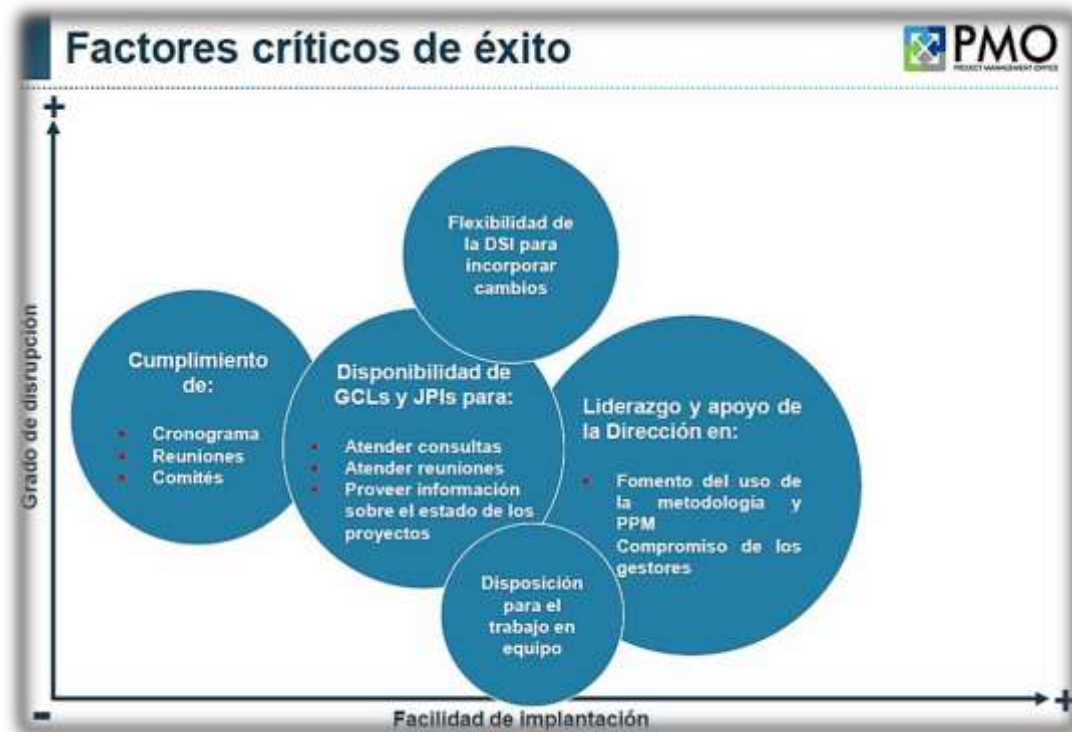 Factores críticos de éxito
PMO
PROJECT MANAGEMENT OFFICE
+
Grado de disrupción
Flexibilidad de
la DSI para
incorporar
cambios
Cumplimiento
de:
Cronograma
Reuniones
Comités
Disponibilidad de
GCLs y JPIs para:
Atender consultas
Atender reuniones
Proveer información
sobre el estado de los
proyectos
Liderazgo y apoyo de
la Dirección en:
Fomento del uso de
la metodología y
PPM
Compromiso de los
gestores
Disposición
para el
trabajo en
equipo
-
Facilidad de implantación
+